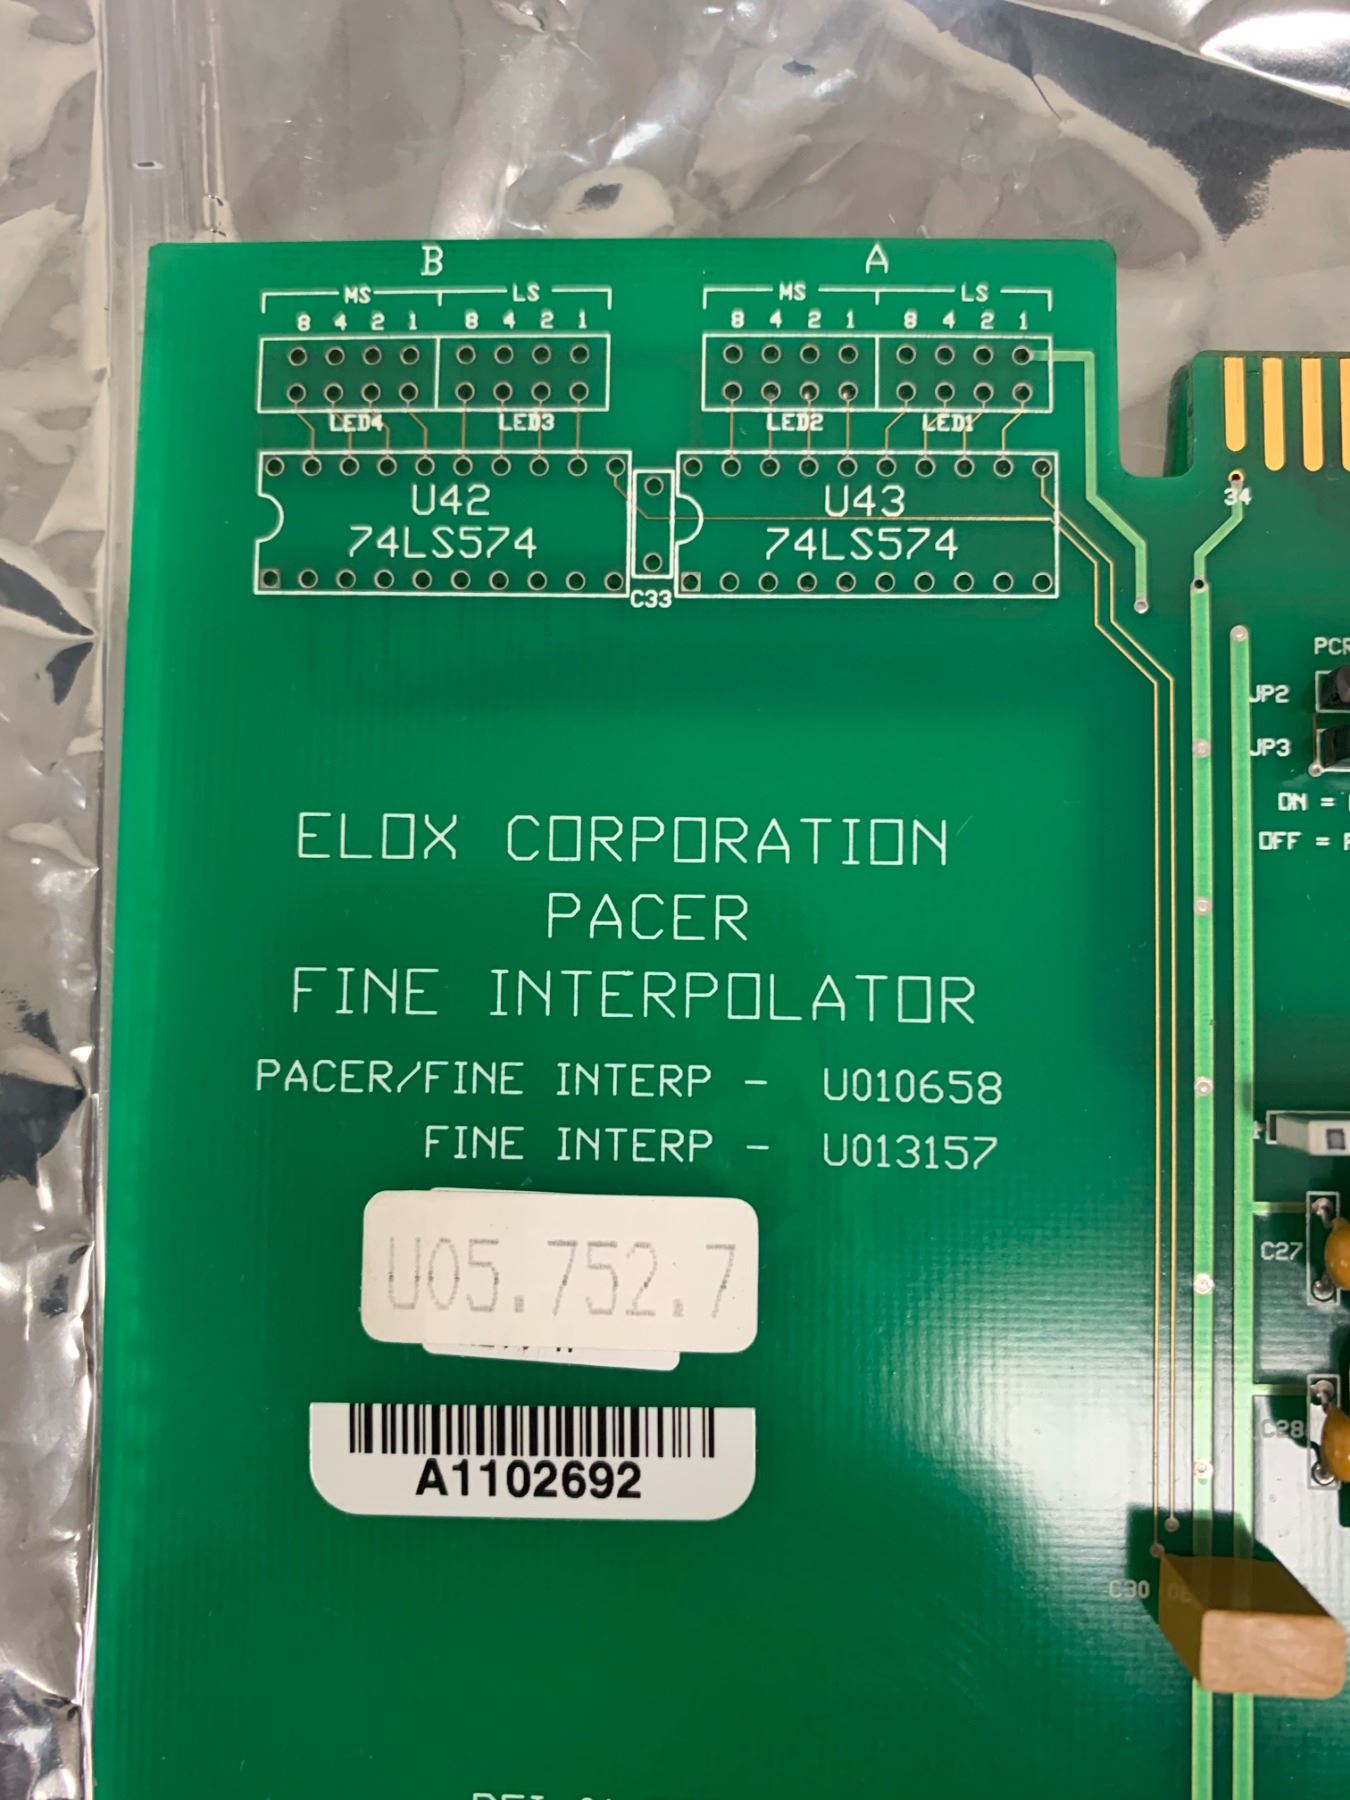 B
A
MS LS
MS LS
8 4 2 1 8 4 2 1
8 4 2 1 8 4 2 1
LED4 LED3
LED2 LED1
U42
74LS574
C33
U43
74LS574
34
JP2
JP3
ON =
OFF =
ELOX CORPORATION
PACER
FINE INTERPOLATOR
PACER/FINE INTERP - U010658
FINE INTERP - U013157
U05.752.7
A1102692
C27
C28
C30